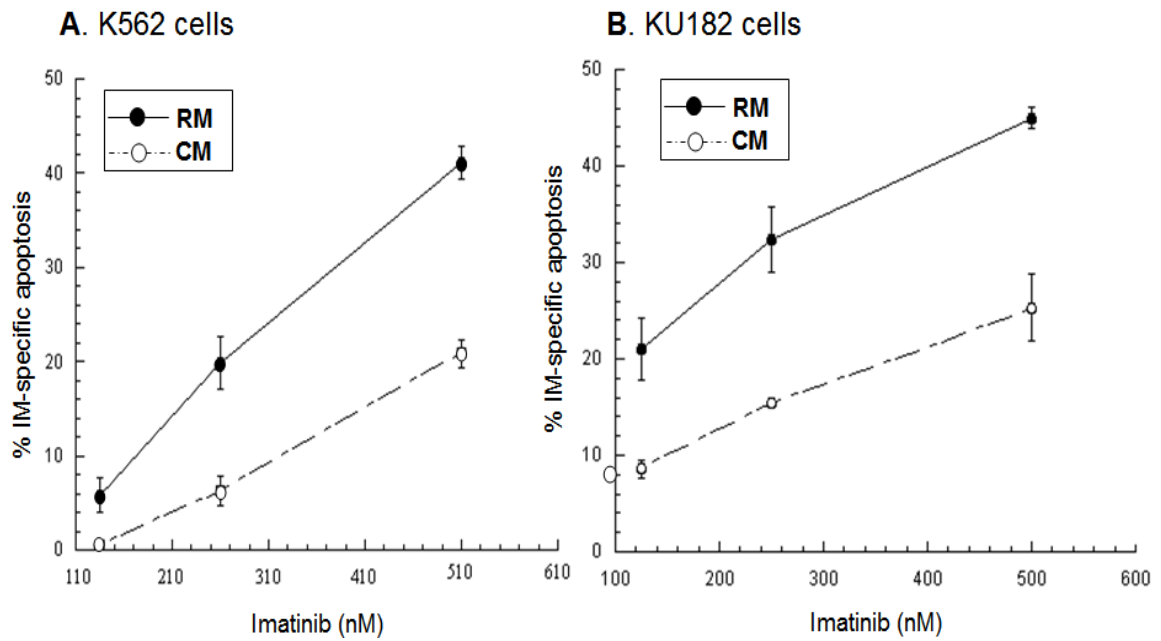 A. K562 cells
50
40
30
20
10
0
110
210
310
410
510
610
% IM-specific apoptosis
Imatinib (nM)
RM
CM
B. KU182 cells
50
40
30
20
10
0
100
200
300
400
500
600
% IM-specific apoptosis
Imatinib (nM)
RM
CM